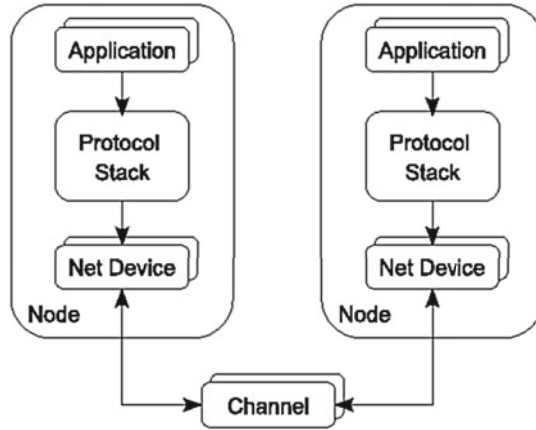 Application
Protocol
Stack
Net Device
Node
Application
Protocol
Stack
Net Device
Node
Channel